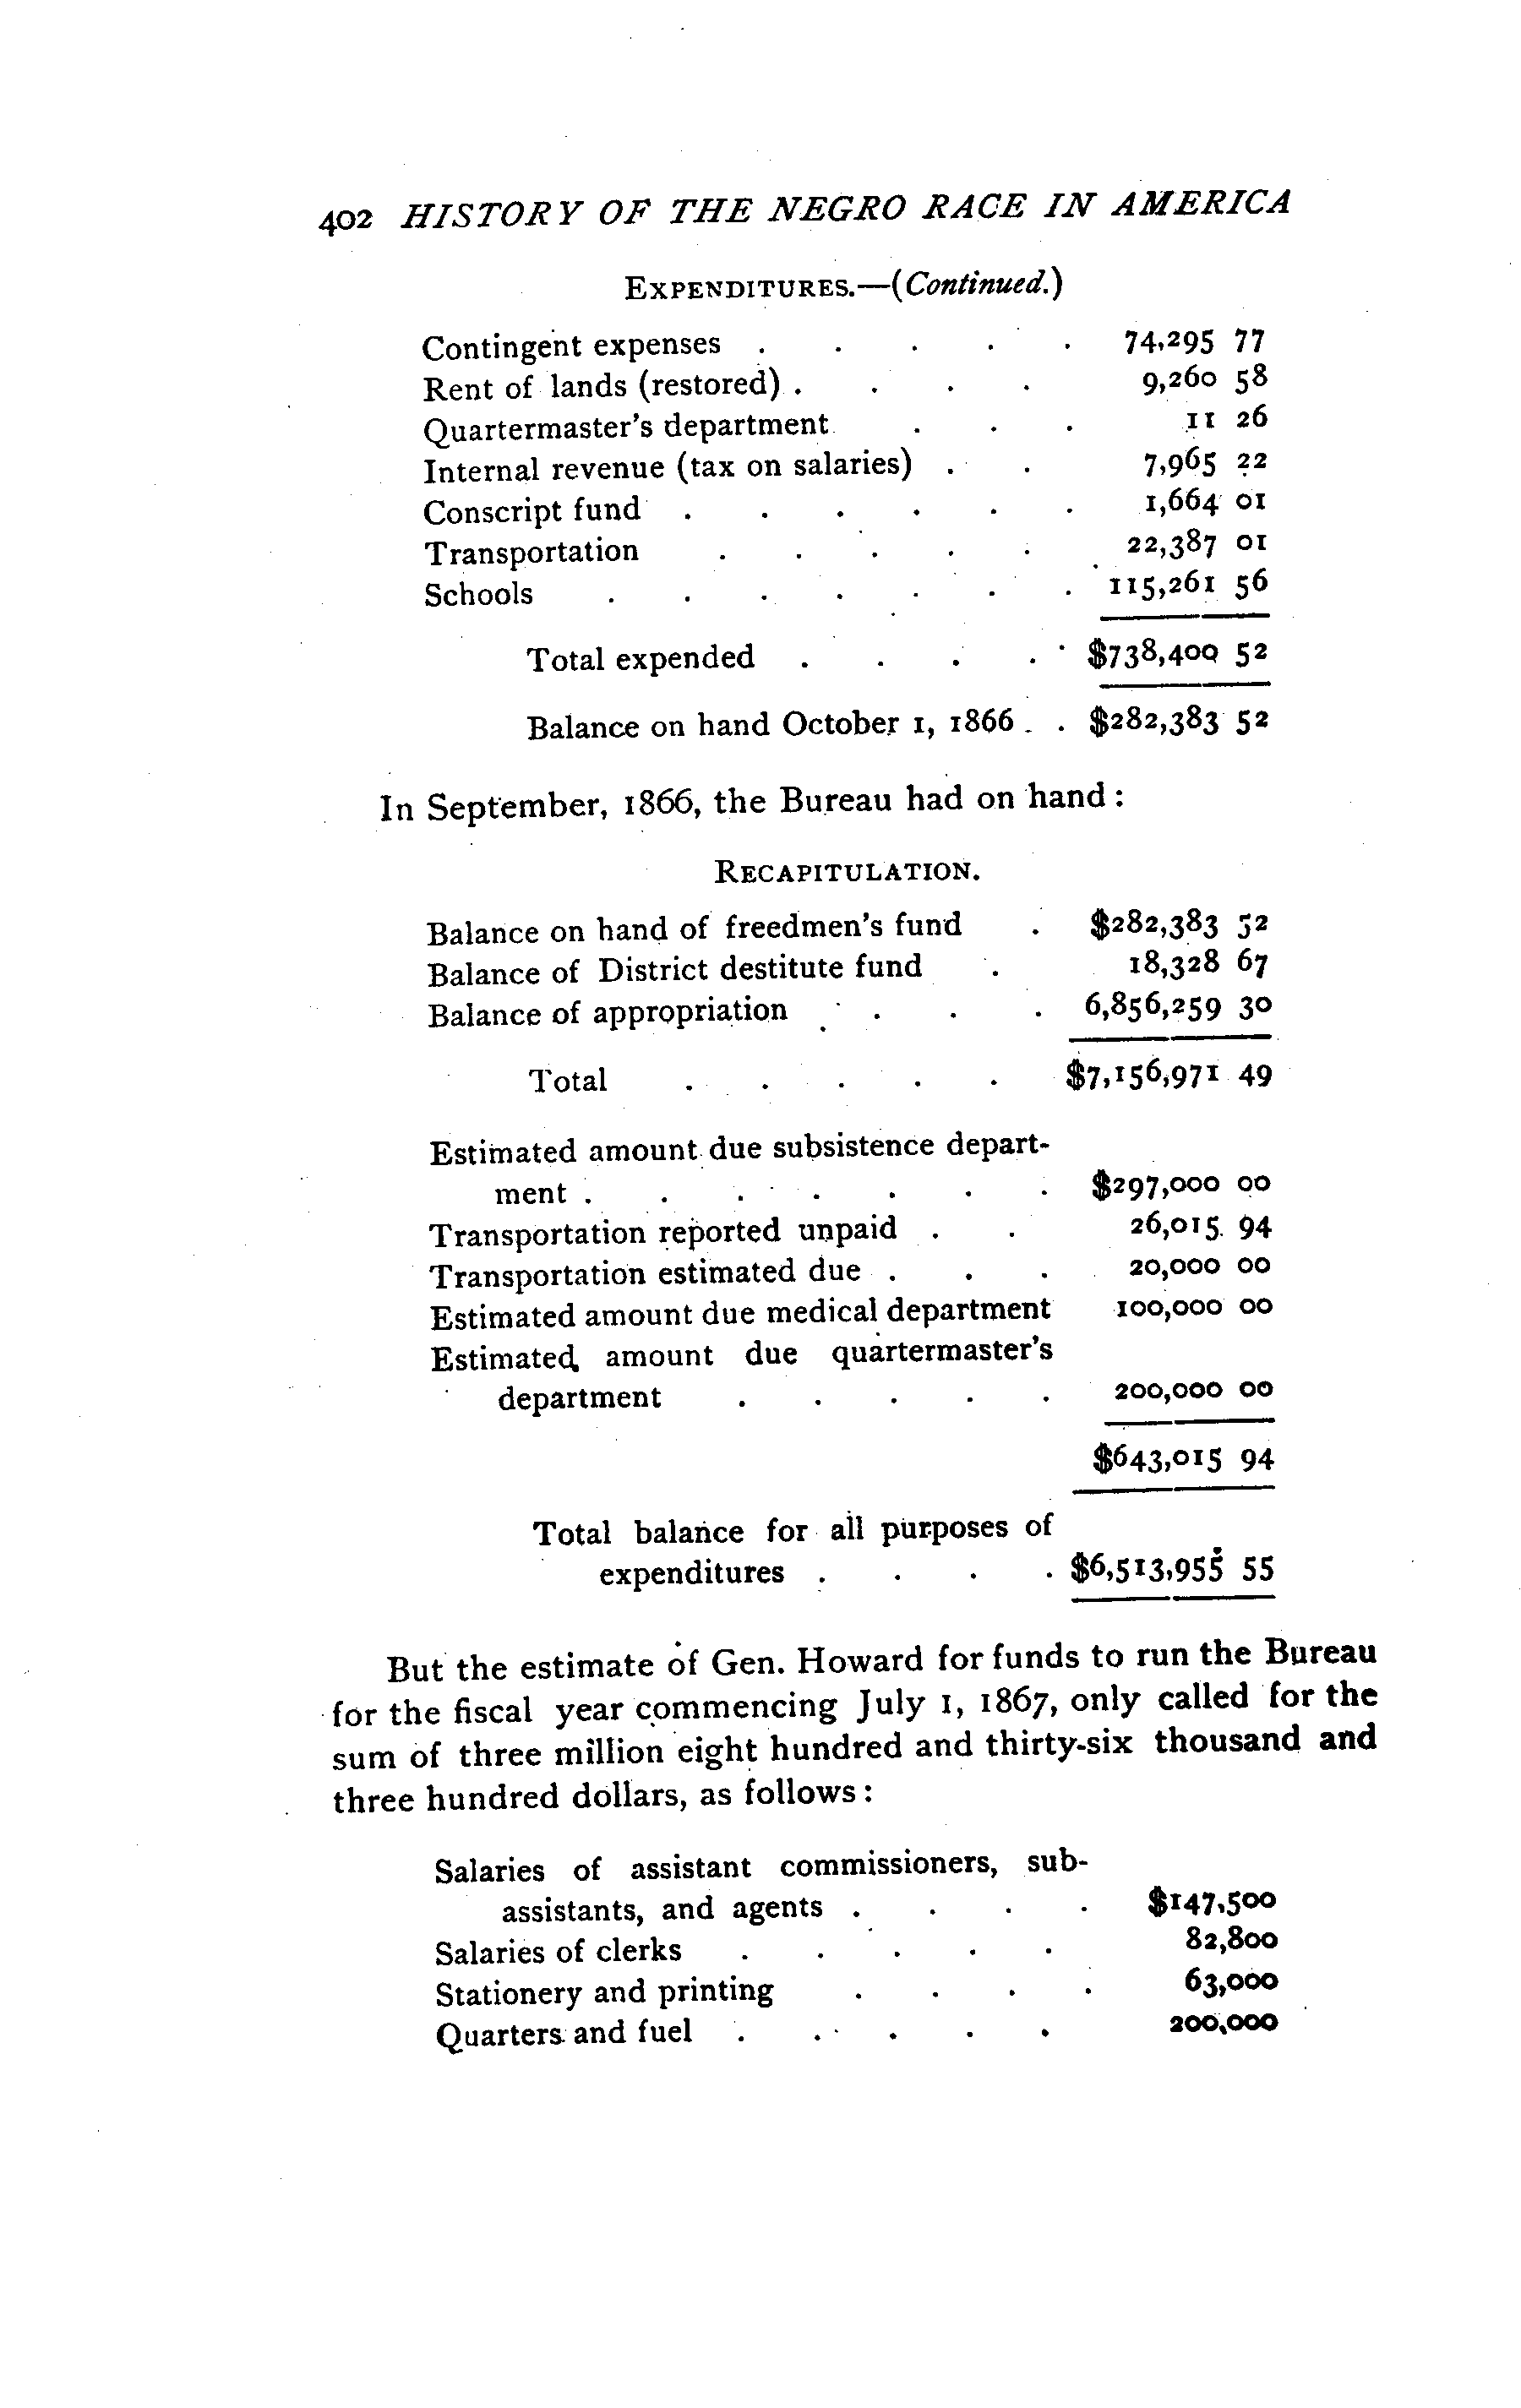 402 HISTORY OF THE NEGRO RACE IN AMERICA
EXPENDITURES.—(Continued.)
Contingent expenses . . . . . 74,295 77
Rent of lands (restored) . . . . 9,260 58
Quartermaster's department . . . 11 26
Internal revenue (tax on salaries) . . 7,965 22
Conscript fund . . . . . . 1,664 01
Transportation . . . . . 22,387 01
Schools . . . . . . . 115,261 56
Total expended . . . . $738,400 52
Balance on hand October 1, 1866 . . $282,383 52
In September, 1866, the Bureau had on hand :
RECAPITULATION.
Balance on hand of freedmen's fund . $282,383 52
Balance of District destitute fund . 18,328 67
Balance of appropriation . . . . 6,856,259 30
Total . . . . . $7,156,971 49
Estimated amount due subsistence depart-
ment . . . . . . . $297,000 00
Transportation reported unpaid . . 26,015 94
Transportation estimated due . . . 20,000 00
Estimated amount due medical department 100,000 00
Estimated amount due quartermaster's
department . . . . . 200,000 00
$643,015 94
Total balance for all purposes of
expenditures . . . . $6,513,955 55
But the estimate of Gen. Howard for funds to run the Bureau
for the fiscal year commencing July 1, 1867, only called for the
sum of three million eight hundred and thirty-six thousand and
three hundred dollars, as follows :
Salaries of assistant commissioners, sub-
assistants, and agents . . . . $147,500
Salaries of clerks . . . . . 82,800
Stationery and printing . . . . 63,000
Quarters and fuel . . . . . 200,000